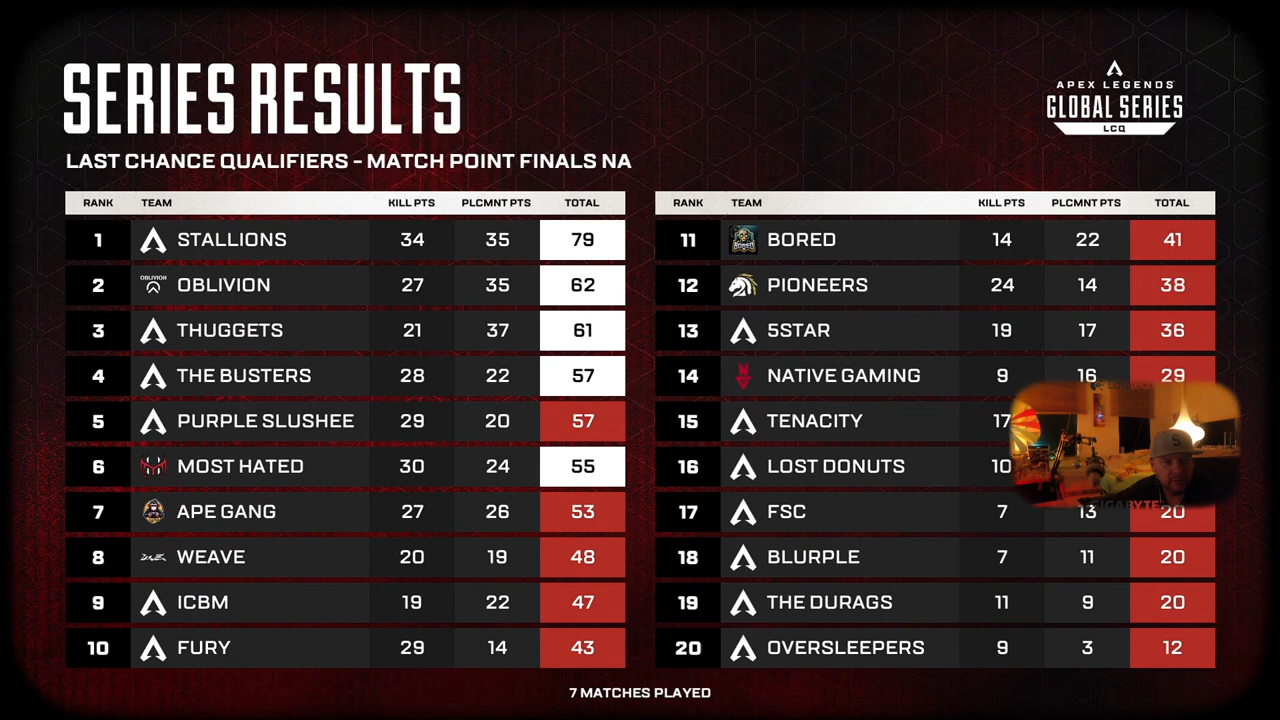 SERIES RESULTS
APEX LEGENDS
GLOBAL SERIES
LCQ
LAST CHANCE QUALIFIERS - MATCH POINT FINALS NA
RANK TEAM KILL PTS PLCMNT PTS TOTAL
1 STALLIONS 34 35 79
2 OBLIVION OBLIVION 27 35 62
3 THUGGETS 21 37 61
4 THE BUSTERS 28 22 57
5 PURPLE SLUSHEE 29 20 57
6 MOST HATED 30 24 55
7 APE GANG 27 26 53
8 WEAVE 20 19 48
9 ICBM 19 22 47
10 FURY 29 14 43
RANK TEAM KILL PTS PLCMNT PTS TOTAL
11 BORED BORED 14 22 41
12 PIONEERS 24 14 38
13 5STAR 19 17 36
14 NATIVE GAMING 9 16 29
15 TENACITY 17
16 LOST DONUTS 10
17 FSC 7 13 20
18 BLURPLE 7 11 20
19 THE DURAGS 11 9 20
20 OVERSLEEPERS 9 3 12
GIGABYTE
7 MATCHES PLAYED